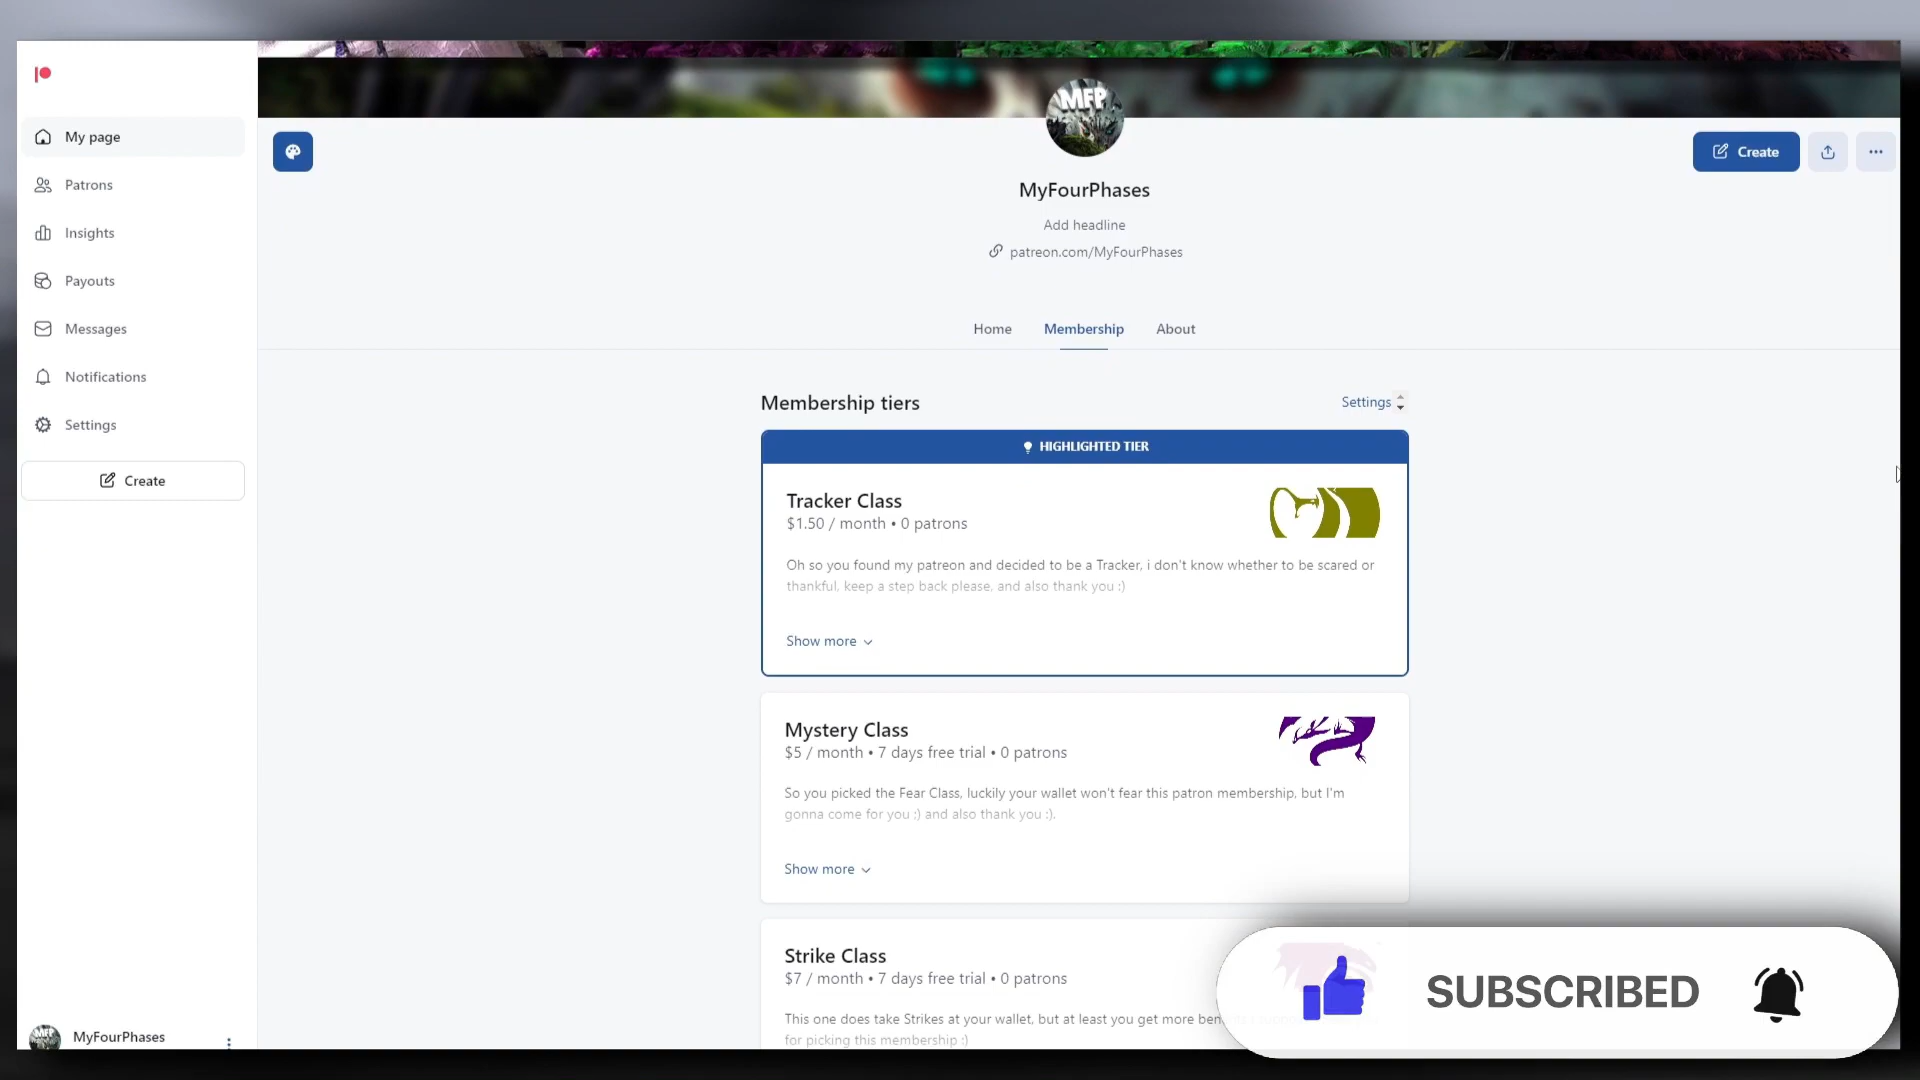 My page
Patrons
Insights
Payouts
Messages
Notifications
Settings
Create
MyFourPhases
MFP
Create
MyFourPhases
Add headline
patreon.com/MyFourPhases
Home Membership About
Membership tiers
Settings
HIGHLIGHTED TIER
Tracker Class
$1.50 / month • 0 patrons
Oh so you found my patreon and decided to be a Tracker, i don't know whether to be scared or
thankful, keep a step back please, and also thank you :)
Show more
Mystery Class
$5 / month • 7 days free trial • 0 patrons
So you picked the Fear Class, luckily your wallet won't fear this patron membership, but I'm
gonna come for you ;) and also thank you :).
Show more
Strike Class
$7 / month • 7 days free trial • 0 patrons
This one does take Strikes at your wallet, but at least you get more
for picking this membership :)
SUBSCRIBED